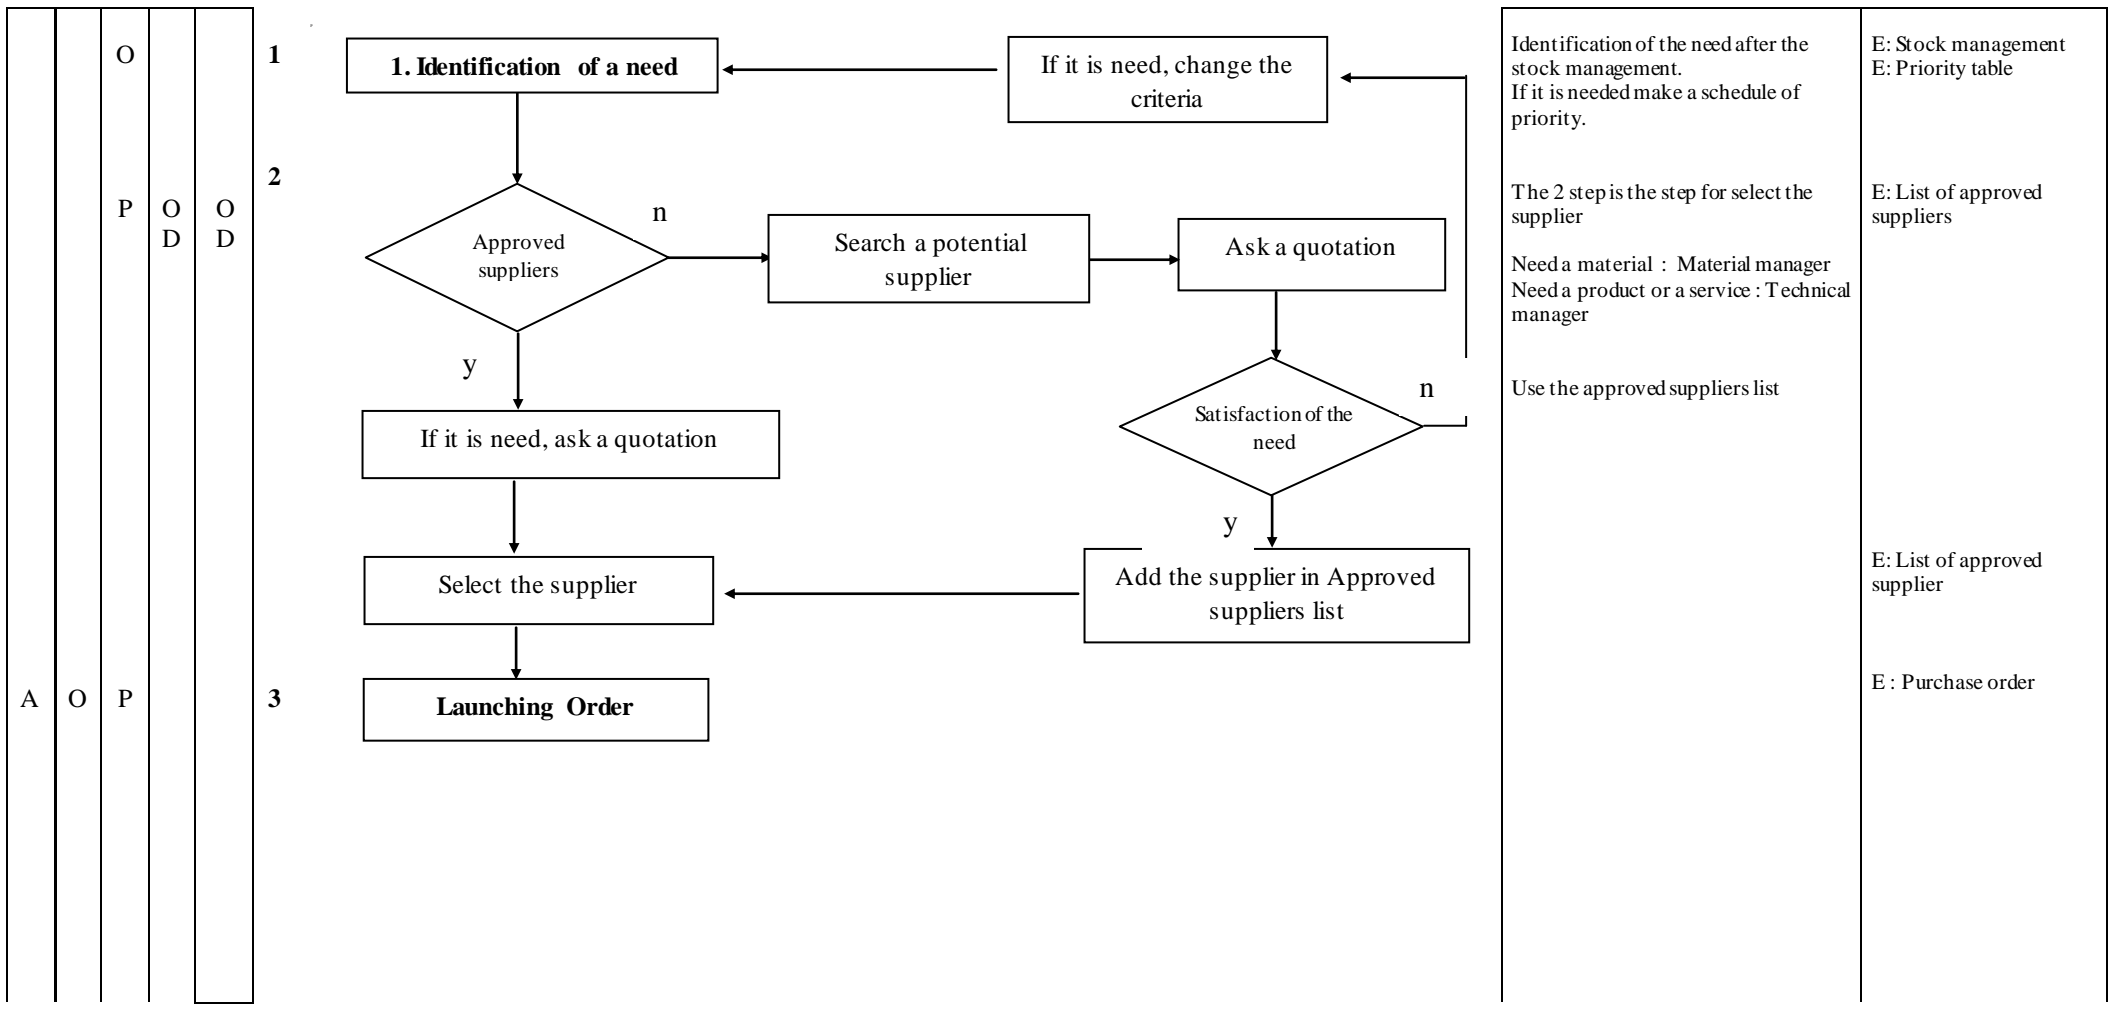 O
1
1. Identification of a need
If it is need, change the
criteria
Identification of the need after the
stock management.
If it is needed make a schedule of
priority.
E: Stock management
E: Priority table
2
P
O
D
O
D
Approved
suppliers
n
Search a potential
supplier
Ask a quotation
The 2 step is the step for select the
supplier
Need a material : Material manager
Need a product or a service : Technical
manager
E: List of approved
suppliers
y
If it is need, ask a quotation
Satisfaction of the
need
n
Use the approved suppliers list
y
Select the supplier
Add the supplier in Approved
suppliers list
E: List of approved
supplier
A O P
3
Launching Order
E : Purchase order